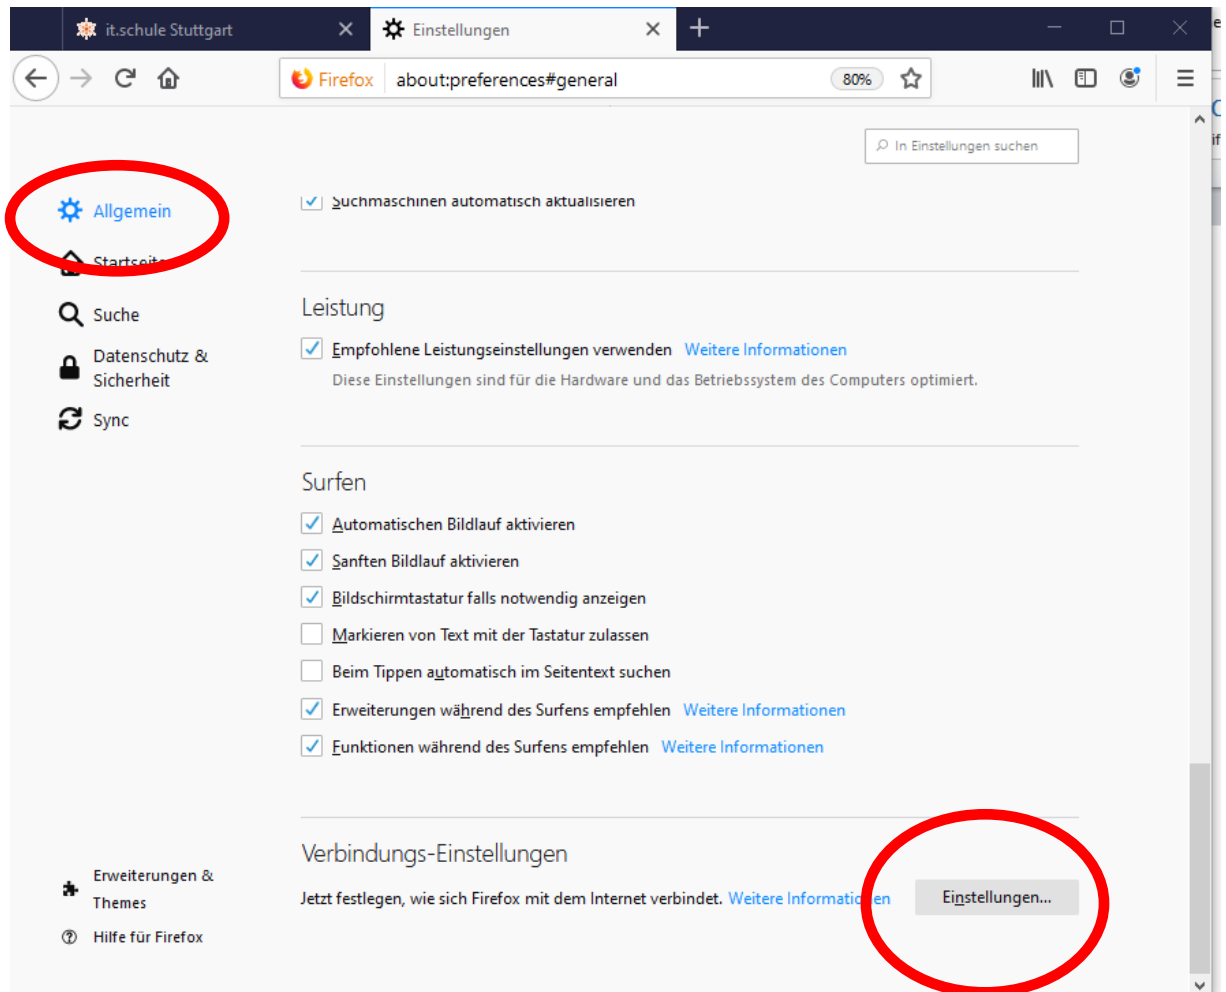 it.schule Stuttgart
Einstellungen
Firefox about:preferences#general 80%
In Einstellungen suchen
Allgemein
Startseite
Suche
Datenschutz &
Sicherheit
Sync
Suchmaschinen automatisch aktualisieren
Leistung
Empfohlene Leistungseinstellungen verwenden Weitere Informationen
Diese Einstellungen sind für die Hardware und das Betriebssystem des Computers optimiert.
Surfen
Automatischen Bildlauf aktivieren
Sanften Bildlauf aktivieren
Bildschirmtastatur falls notwendig anzeigen
Markieren von Text mit der Tastatur zulassen
Beim Tippen automatisch im Seitentext suchen
Erweiterungen während des Surfens empfehlen Weitere Informationen
Funktionen während des Surfens empfehlen Weitere Informationen
Verbindungs-Einstellungen
Jetzt festlegen, wie sich Firefox mit dem Internet verbindet. Weitere Informationen Einstellungen...
Erweiterungen &
Themes
Hilfe für Firefox